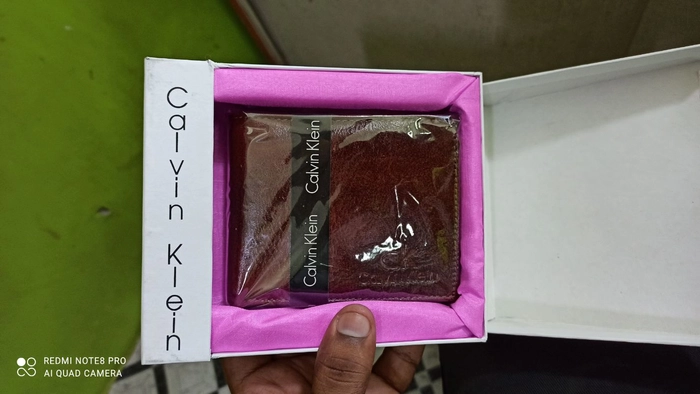 Calvin Klein
Calvin Klein
Calvin Klein
REDMI NOTE8 PRO
AI QUAD CAMERA